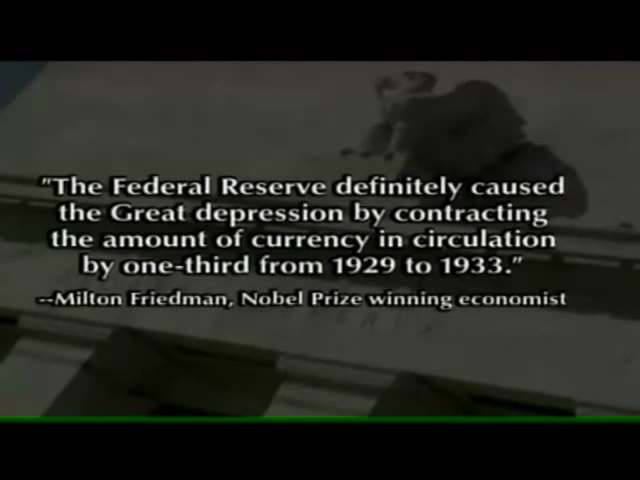 "The Federal Reserve definitely caused
the Great depression by contracting
the amount of currency in circulation
by one-third from 1929 to 1933."
--Milton Friedman, Nobel Prize winning economist